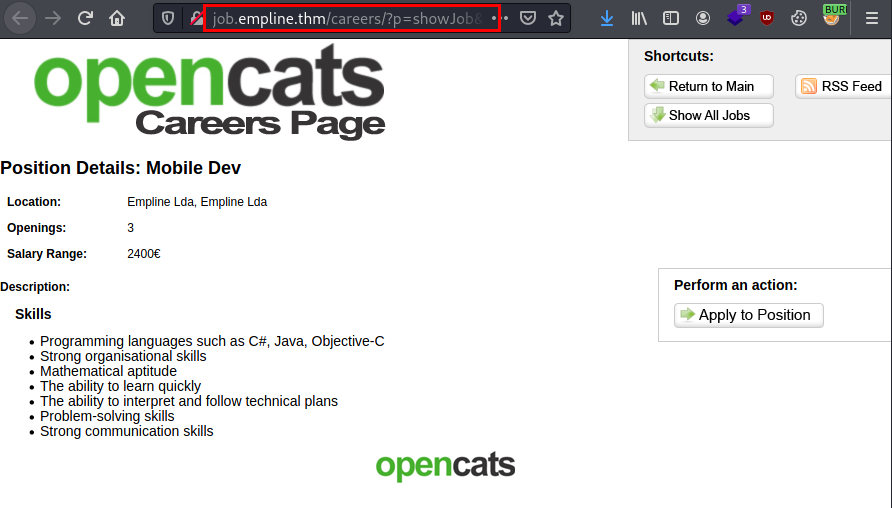 job.empline.thm/careers/?p=showJob&
3
BURP
opencats
Careers Page
Shortcuts:
Return to Main
RSS Feed
Show All Jobs
Position Details: Mobile Dev
Location: Empline Lda, Empline Lda
Openings: 3
Salary Range: 2400€
Description:
Perform an action:
Apply to Position
Skills
• Programming languages such as C#, Java, Objective-C
• Strong organisational skills
• Mathematical aptitude
• The ability to learn quickly
• The ability to interpret and follow technical plans
• Problem-solving skills
• Strong communication skills
opencats